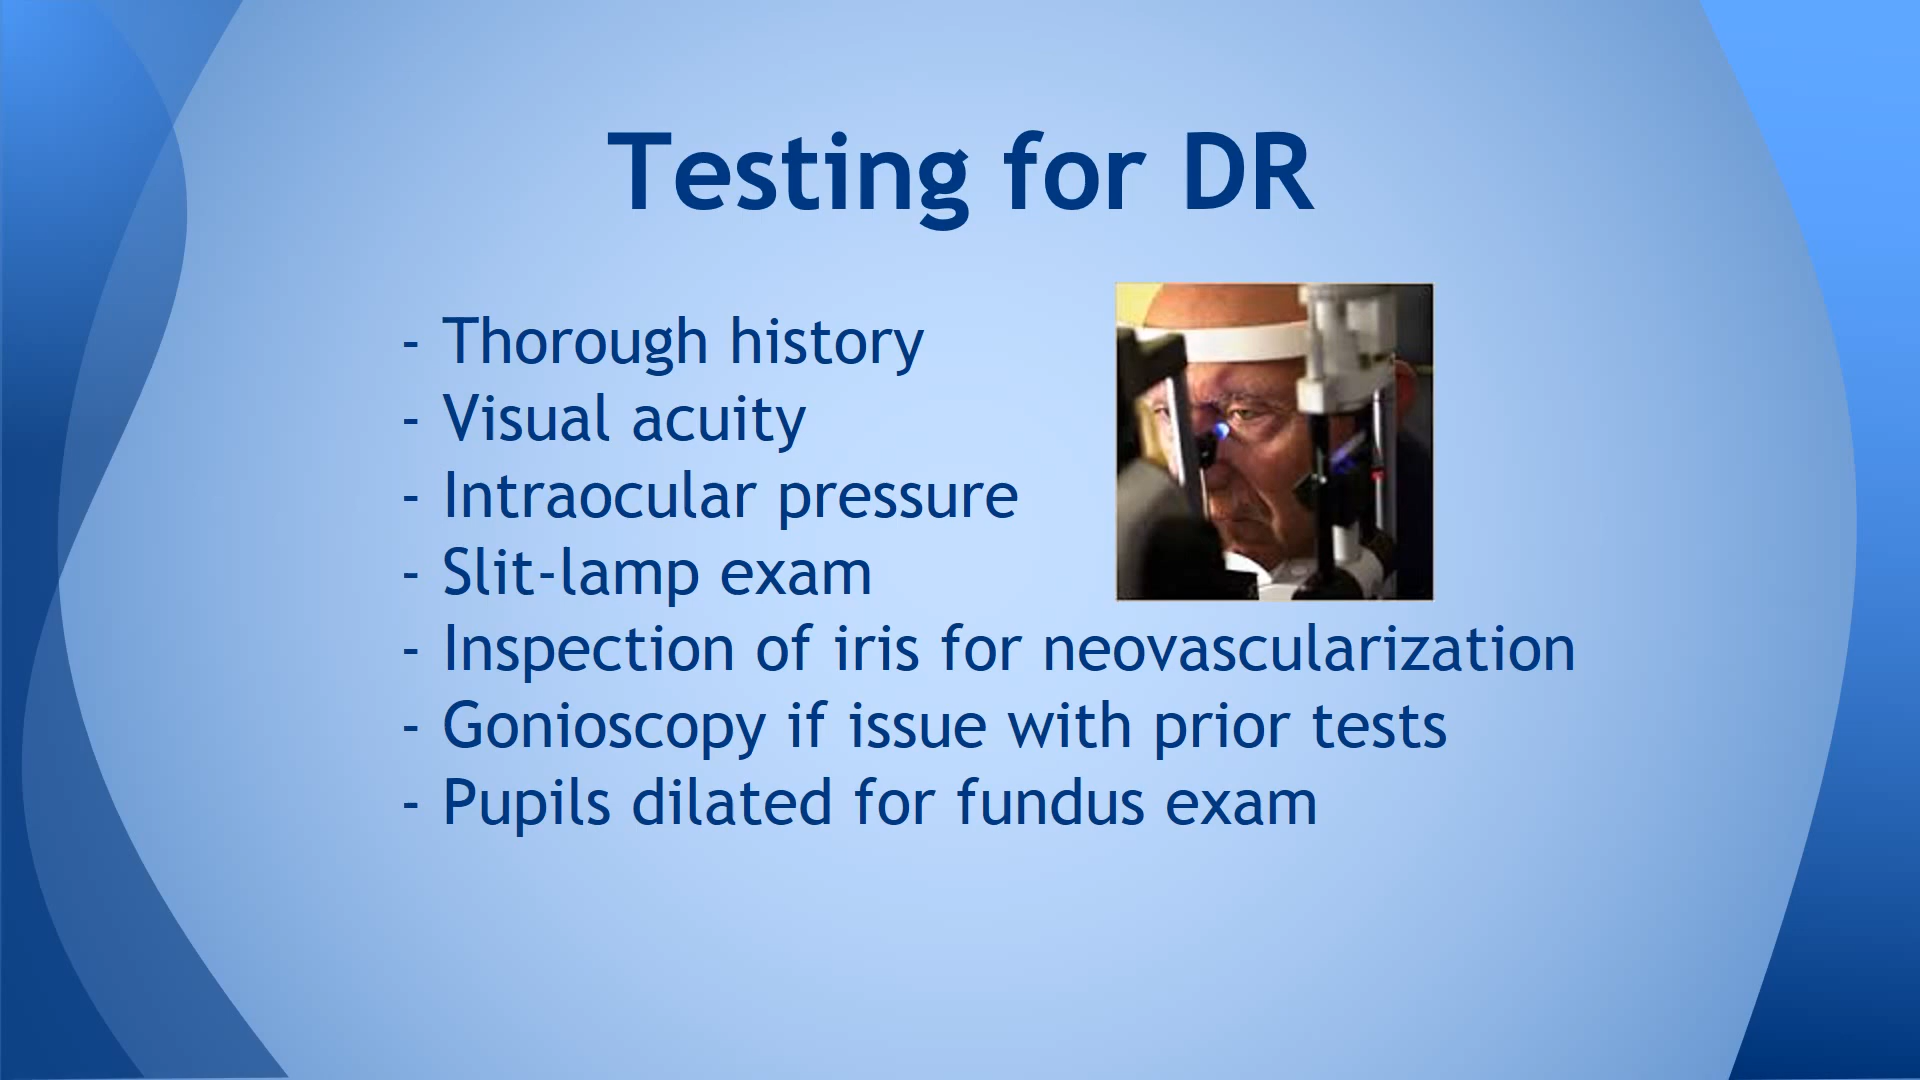 Testing for DR
- Thorough history
- Visual acuity
- Intraocular pressure
- Slit-lamp exam
- Inspection of iris for neovascularization
- Gonioscopy if issue with prior tests
- Pupils dilated for fundus exam